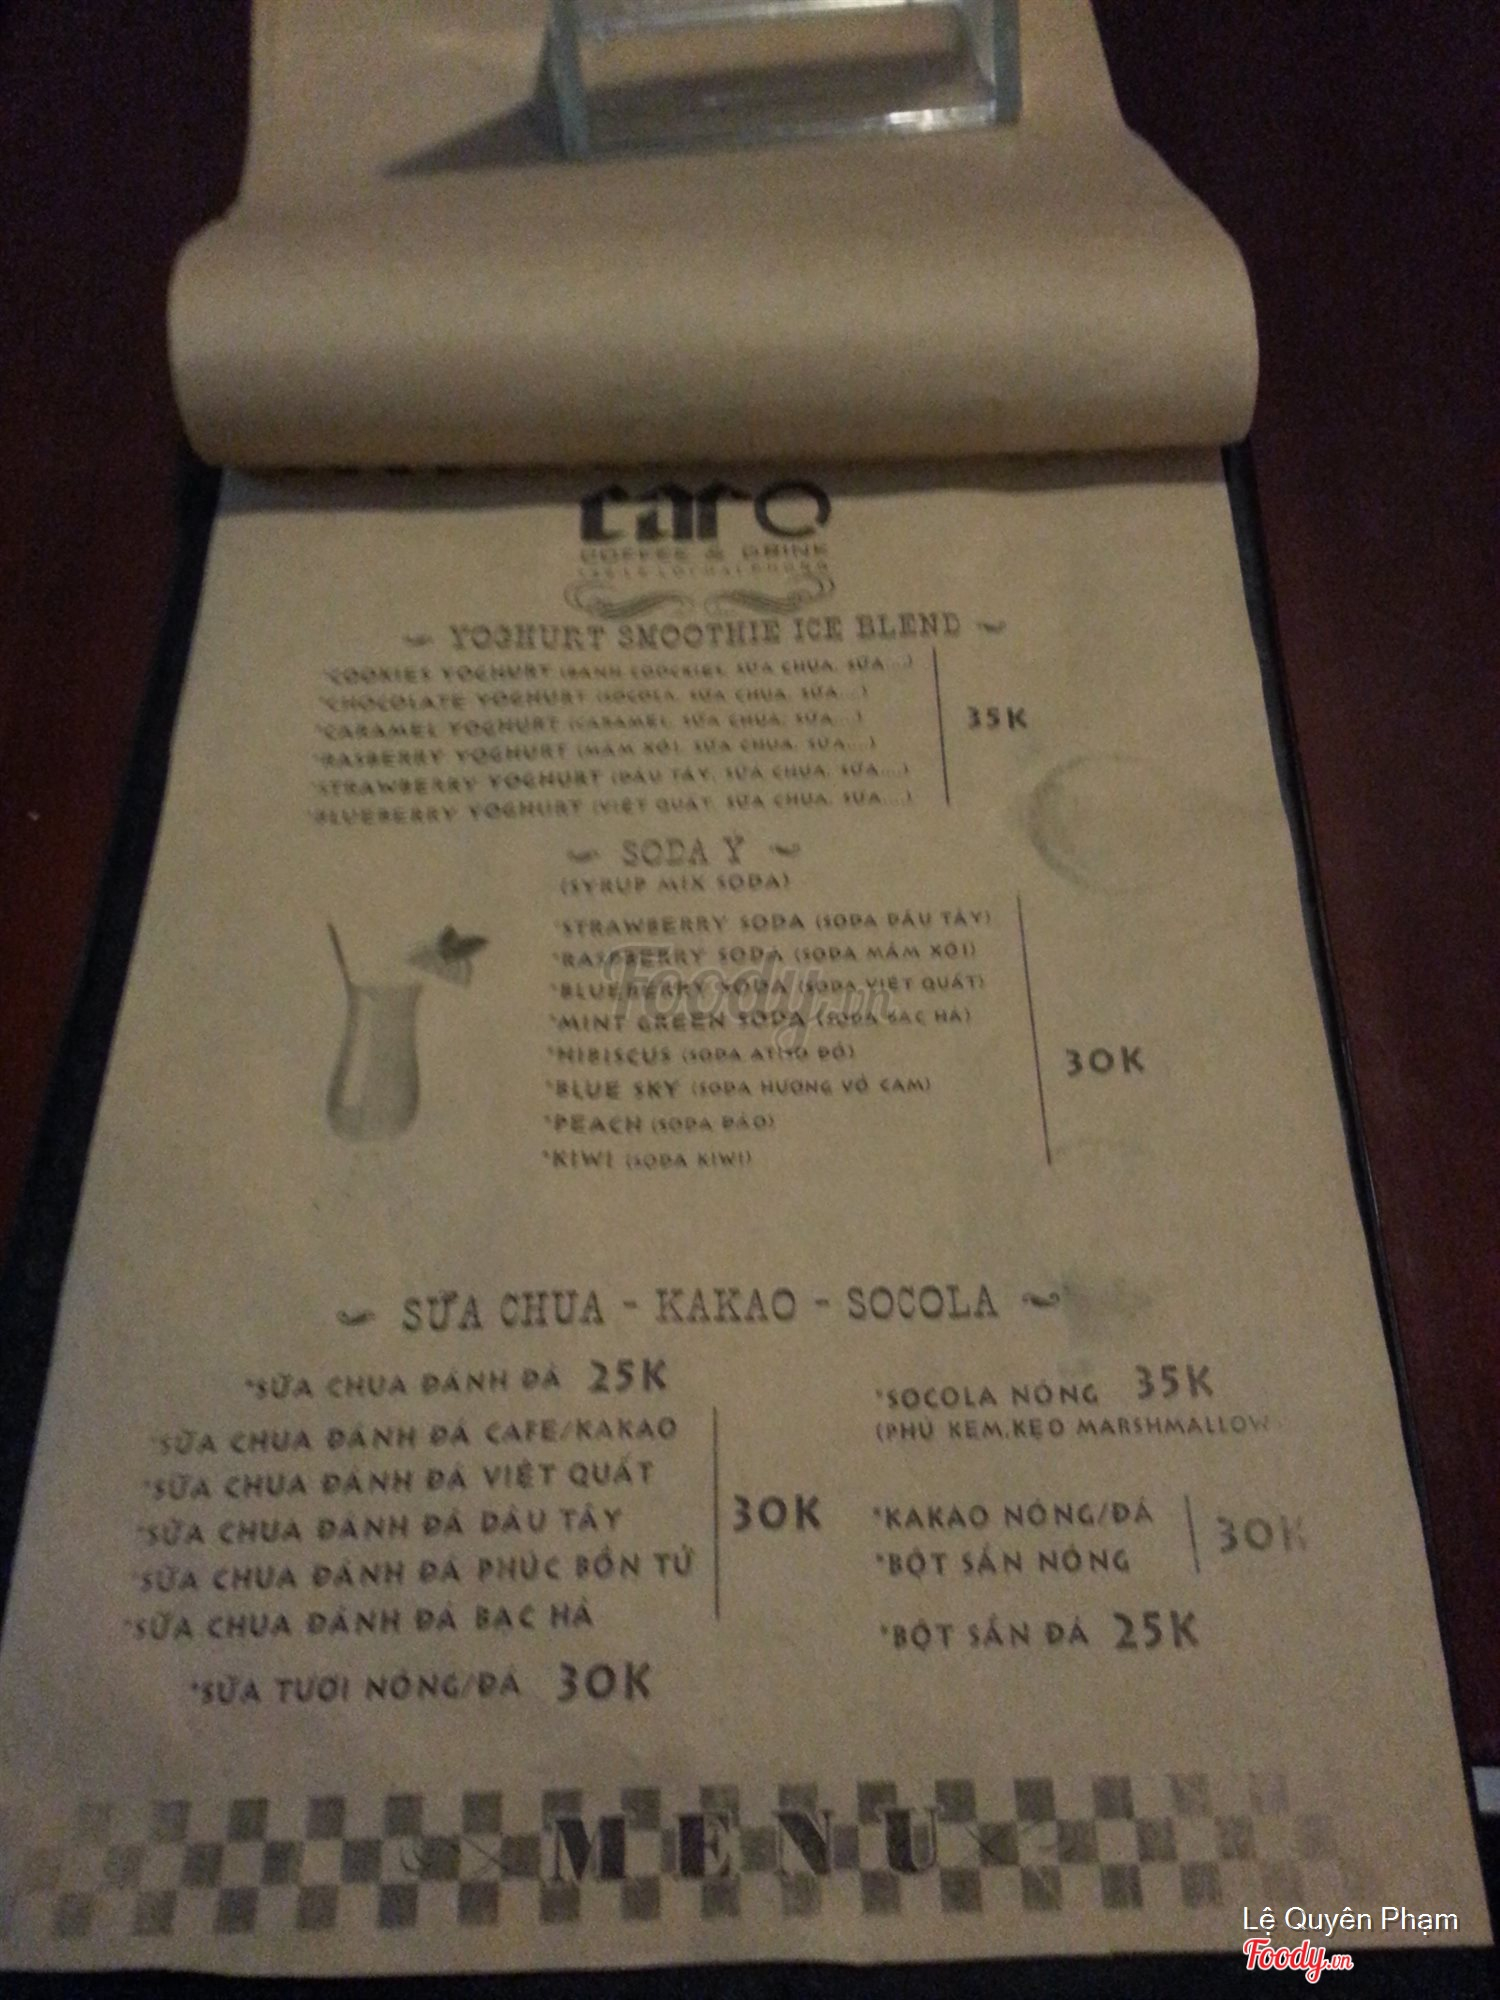 caro
COFFEE & DRINK
YOGHURT SMOOTHIE ICE BLEND
*COOKIES YOGHURT (BÁNH COOCKIES, SỮA CHUA, SỮA...)
*CHOCOLATE YOGHURT (SOCOLA, SỮA CHUA, SỮA...)
*CARAMEL YOGHURT (CARAMEL, SỮA CHUA, SỮA...)
*RASBERRY YOGHURT (MÂM XÔI, SỮA CHUA, SỮA...)
*STRAWBERRY YOGHURT (DÂU TÂY, SỮA CHUA, SỮA....)
*BLUEBERRY YOGHURT (VIỆT QUẤT, SỮA CHUA, SỮA....)
35K
SODA Ý
(SYRUP MIX SODA)
*STRAWBERRY SODA (SODA DÂU TÂY)
*RASPBERRY SODA (SODA MÂM XÔI)
*BLUEBERRY SODA (SODA VIỆT QUẤT)
*MINT GREEN SODA (SODA BẠC HÀ)
*HIBISCUS (SODA ATISO ĐỎ)
*BLUE SKY (SODA HƯƠNG VỎ CAM)
*PEACH (SODA ĐÀO)
*KIWI (SODA KIWI)
30K
Foody.vn
SỮA CHUA - KAKAO - SOCOLA
*SỮA CHUA ĐÁNH ĐÁ 25K
*SỮA CHUA ĐÁNH ĐÁ CAFE/KAKAO
*SỮA CHUA ĐÁNH ĐÁ VIỆT QUẤT
*SỮA CHUA ĐÁNH ĐÁ DÂU TÂY
*SỮA CHUA ĐÁNH ĐÁ PHÚC BỒN TỬ
*SỮA CHUA ĐÁNH ĐÁ BẠC HÀ
30K
*SỮA TƯƠI NÓNG/ĐÁ 30K
*SOCOLA NÓNG 35K
(PHỦ KEM,KẸO MARSHMALLOW)
*KAKAO NÓNG/ĐÁ
*BỘT SẮN NÓNG
30K
*BỘT SẮN ĐÁ 25K
MENU
Lệ Quyên Phạm
Foody.vn